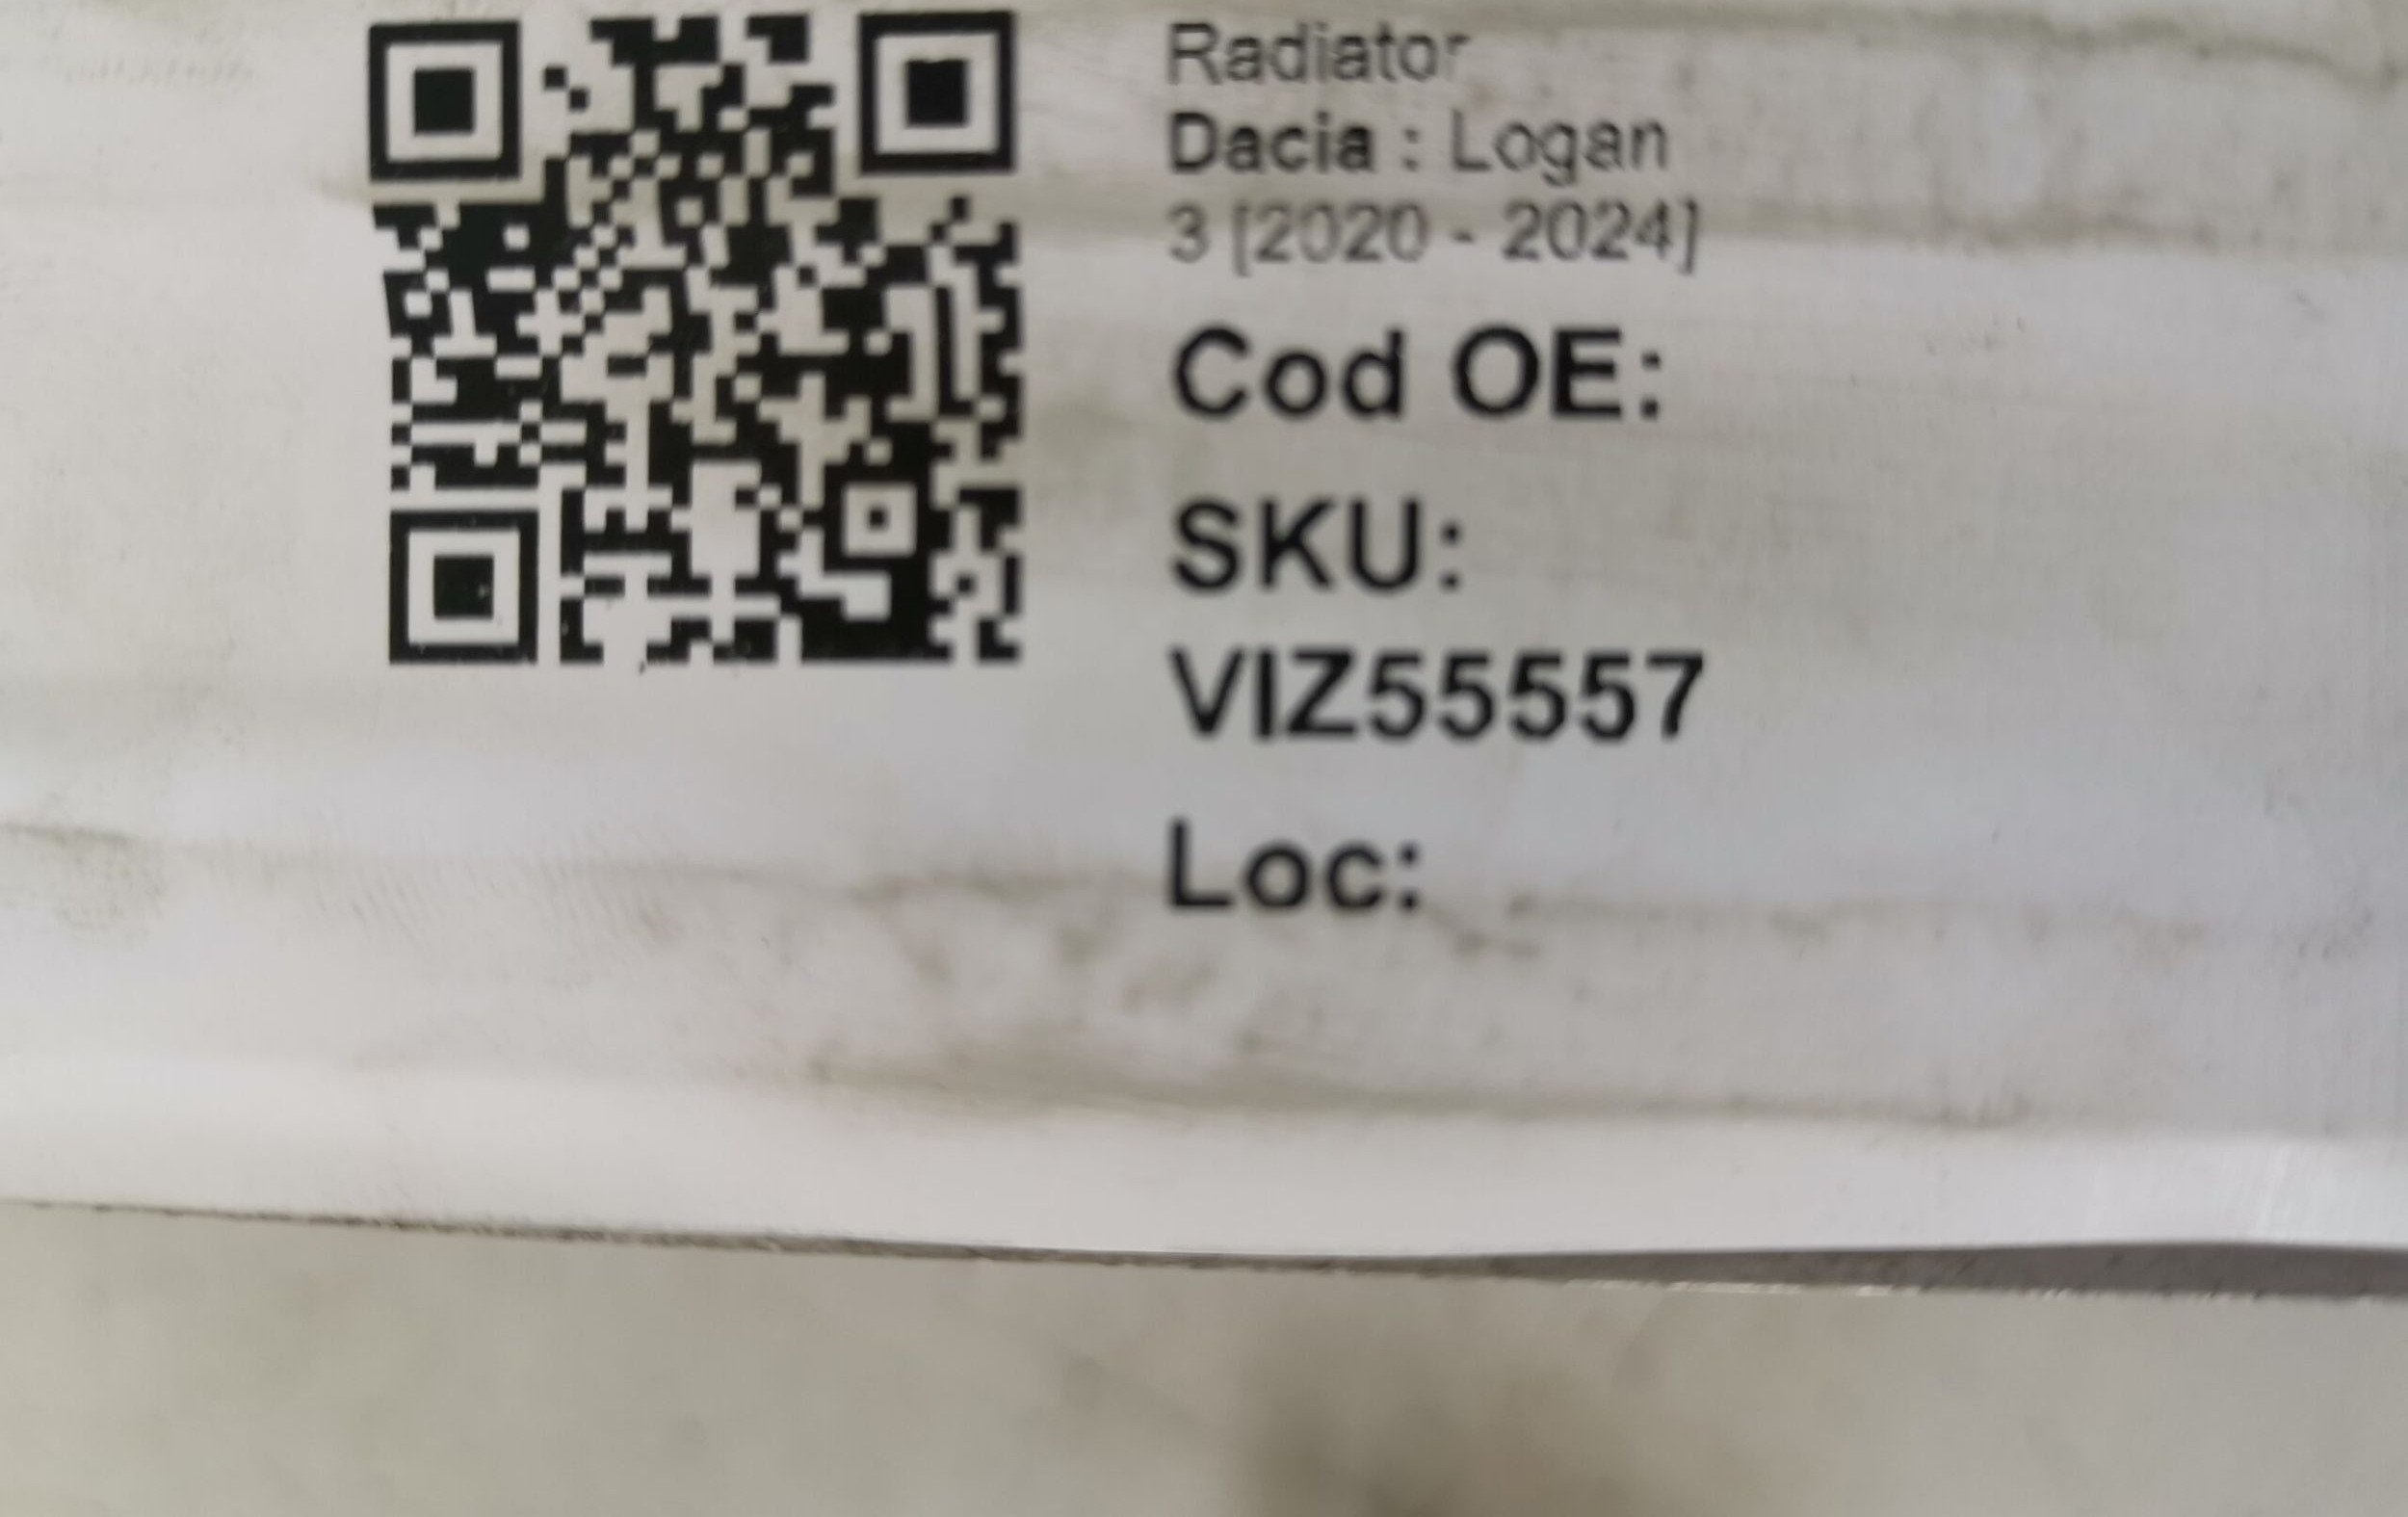 Radiator
Dacia : Logan
3 [2020 - 2024]
Cod OE:
SKU:
VIZ55557
Loc: